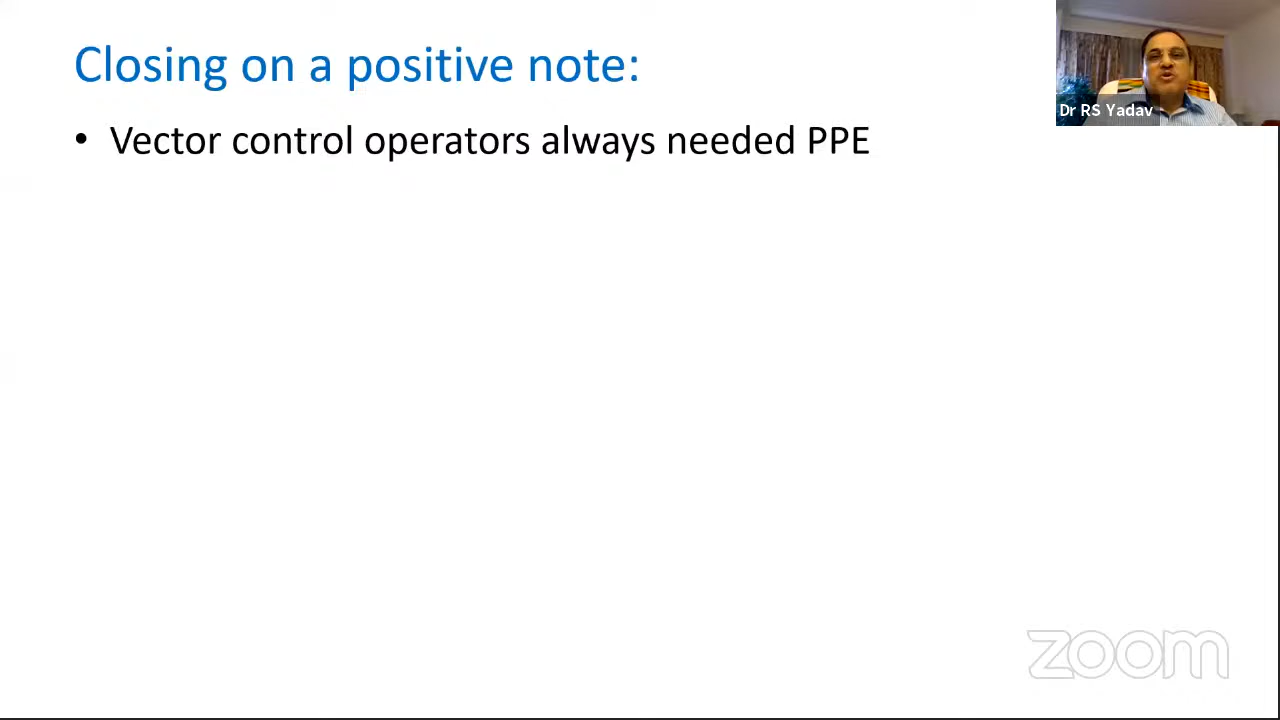 Closing on a positive note:
• Vector control operators always needed PPE
Dr RS Yadav
zoom